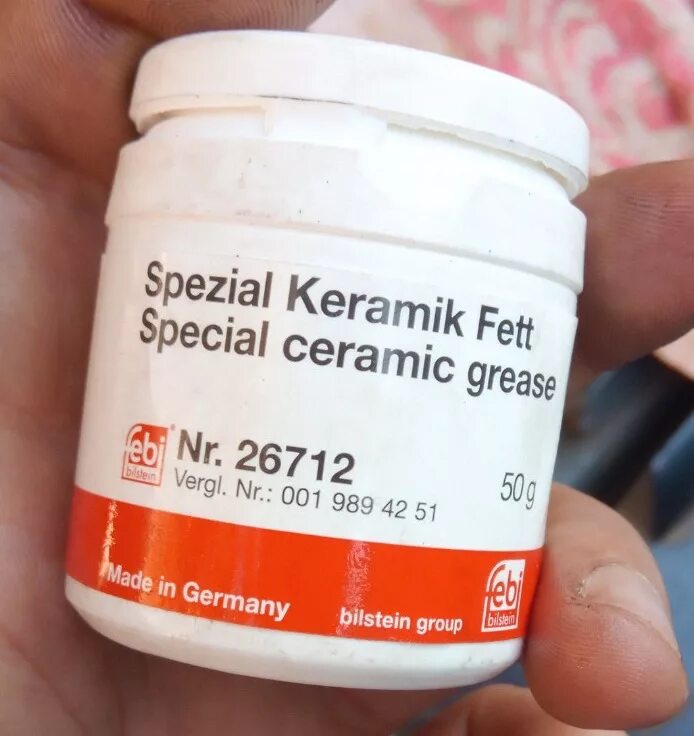 Spezial Keramik Fett
Special ceramic grease
febi® Nr. 26712
bilstein Vergl. Nr.: 001 989 42 51
50 g
Made in Germany
bilstein group
febi
bilstein